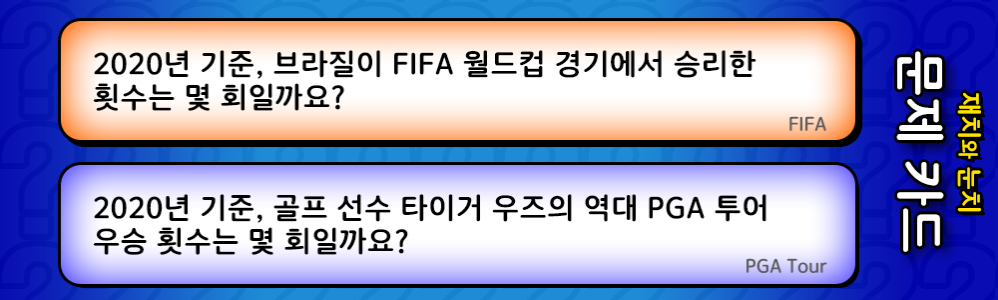 2020년 기준, 브라질이 FIFA 월드컵 경기에서 승리한
횟수는 몇 회일까요?
FIFA
2020년 기준, 골프 선수 타이거 우즈의 역대 PGA 투어
우승 횟수는 몇 회일까요?
PGA Tour
재치와 눈치
문제 카드